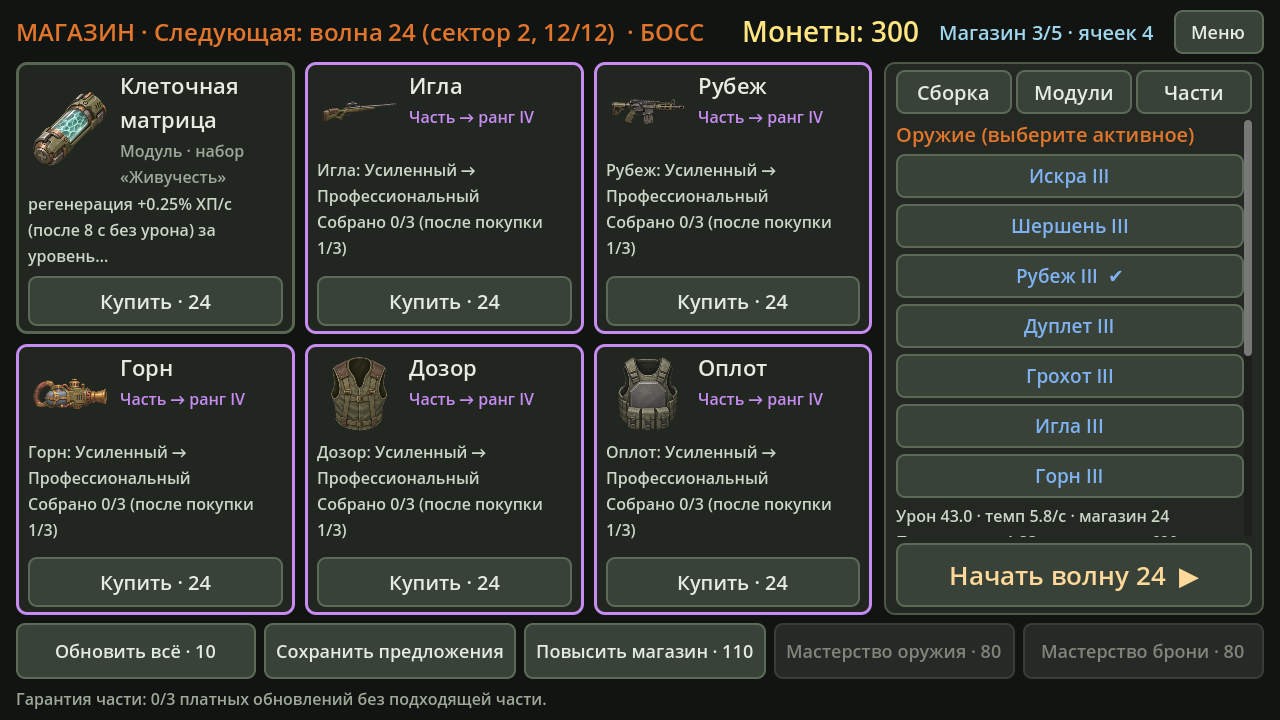 МАГАЗИН · Следующая: волна 24 (сектор 2, 12/12) · БОСС
Монеты: 300
Магазин 3/5 · ячеек 4
Меню
Клеточная
матрица
Модуль · набор
«Живучесть»
регенерация +0.25% ХП/с
(после 8 с без урона) за
уровень...
Купить · 24
Игла
Часть → ранг IV
Игла: Усиленный →
Профессиональный
Собрано 0/3 (после покупки
1/3)
Купить · 24
Рубеж
Часть → ранг IV
Рубеж: Усиленный →
Профессиональный
Собрано 0/3 (после покупки
1/3)
Купить · 24
Горн
Часть → ранг IV
Горн: Усиленный →
Профессиональный
Собрано 0/3 (после покупки
1/3)
Купить · 24
Дозор
Часть → ранг IV
Дозор: Усиленный →
Профессиональный
Собрано 0/3 (после покупки
1/3)
Купить · 24
Оплот
Часть → ранг IV
Оплот: Усиленный →
Профессиональный
Собрано 0/3 (после покупки
1/3)
Купить · 24
Сборка
Модули
Части
Оружие (выберите активное)
Искра III
Шершень III
Рубеж III ✔
Дуплет III
Грохот III
Игла III
Горн III
Урон 43.0 · темп 5.8/с · магазин 24
Начать волну 24 ▶
Обновить всё · 10
Сохранить предложения
Повысить магазин · 110
Мастерство оружия · 80
Мастерство брони · 80
Гарантия части: 0/3 платных обновлений без подходящей части.